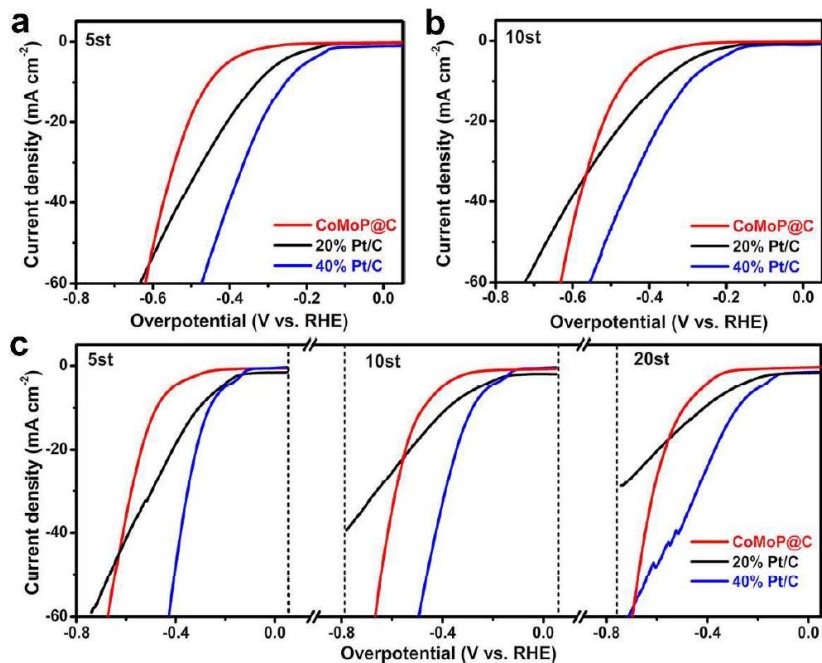 a
5st
0
-20
-40
-60
Current density (mA cm⁻²)
CoMoP@C
20% Pt/C
40% Pt/C
-0.8 -0.6 -0.4 -0.2 0.0
Overpotential (V vs. RHE)
b
10st
0
-20
-40
-60
Current density (mA cm⁻²)
CoMoP@C
20% Pt/C
40% Pt/C
-0.8 -0.6 -0.4 -0.2 0.0
Overpotential (V vs. RHE)
c
5st 10st 20st
0
-20
-40
-60
Current density (mA cm⁻²)
CoMoP@C
20% Pt/C
40% Pt/C
-0.8 -0.4 0.0 -0.8 -0.4 0.0 -0.8 -0.4 0.0
Overpotential (V vs. RHE)